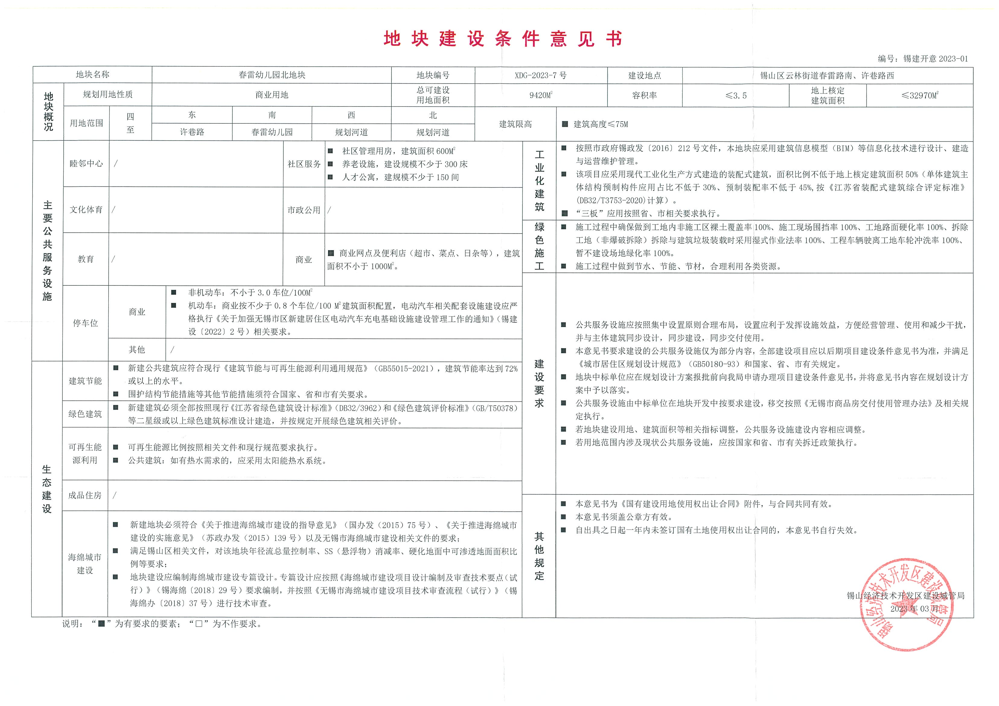 地块建设条件意见书
编号：锡建开意 2023-01
地块名称
春雷幼儿园北地块
地块编号
XDG-2023-7 号
建设地点
锡山区云林街道春雷路南、许巷路西
地块概况
规划用地性质
商业用地
总可建设
用地面积
9420M²
容积率
≤3.5
地上核定
建筑面积
≤32970M²
用地范围
四
至
东
南
西
北
许巷路
春雷幼儿园
规划河道
规划河道
建筑限高
■ 建筑高度≤75M
主要公共服务设施
睦邻中心
/
社区服务
■ 社区管理用房，建筑面积 600M²
■ 养老设施，建设规模不少于 300 床
■ 人才公寓，建规模不少于 150 间
文化体育
/
市政公用
/
教育
/
商业
■ 商业网点及便利店（超市、菜点、日杂等），建筑
面积不小于 1000M²。
停车位
商业
■ 非机动车：不小于 3.0 车位/100M²
■ 机动车：商业按不少于 0.8 个车位/100 M²建筑面积配置，电动汽车相关配套设施建设应严
格执行《关于加强无锡市区新建居住区电动汽车充电基础设施建设管理工作的通知》（锡建
设〔2022〕2 号）相关要求。
其他
/
生态建设
建筑节能
■ 新建公共建筑应符合现行《建筑节能与可再生能源利用通用规范》（GB55015-2021），建筑节能率达到 72%
或以上的水平。
■ 围护结构节能措施等其他节能措施须符合国家、省和市有关要求。
绿色建筑
■ 新建建筑必须全部按照现行《江苏省绿色建筑设计标准》（DB32/3962）和《绿色建筑评价标准》（GB/T50378）
等二星级或以上绿色建筑标准设计建造，并按规定开展绿色建筑相关评价。
可再生能
源利用
■ 可再生能源比例按照相关文件和现行规范要求执行。
■ 公共建筑：如有热水需求的，应采用太阳能热水系统。
成品住房
/
海绵城市
建设
■ 新建地块必须符合《关于推进海绵城市建设的指导意见》（国办发（2015）75 号）、《关于推进海绵城市
建设的实施意见》（苏政办发（2015）139 号）以及无锡市海绵城市建设相关文件的要求；
■ 满足锡山区相关文件，对该地块年径流总量控制率、SS（悬浮物）消减率、硬化地面中可渗透地面面积比
例等要求；
■ 地块建设应编制海绵城市建设专篇设计。专篇设计应按照《海绵城市建设项目设计编制及审查技术要点（试
行）》（锡海绵〔2018〕29 号）要求编制，并按照《无锡市海绵城市建设项目技术审查流程（试行）》（锡
海绵办〔2018〕37 号）进行技术审查。
工业化建筑
■ 按照市政府锡政发〔2016〕212 号文件，本地块应采用建筑信息模型（BIM）等信息化技术进行设计、建造
与运营维护管理。
■ 该项目应采用现代工业化生产方式建造的装配式建筑，面积比例不低于地上核定建筑面积 50%（单体建筑主
体结构预制构件应用占比不低于 30%、预制装配率不低于 45%,按《江苏省装配式建筑综合评定标准》
(DB32/T3753-2020)计算）。
■ “三板”应用按照省、市相关要求执行。
绿色施工
■ 施工过程中确保做到工地内非施工区裸土覆盖率 100%、施工现场围挡率 100%、工地路面硬化率 100%、拆除
工地（非爆破拆除）拆除与建筑垃圾装载时采用湿式作业法率 100%、工程车辆驶离工地车轮冲洗率 100%、
暂不建设场地绿化率 100%。
■ 施工过程中做到节水、节能、节材，合理利用各类资源。
建设要求
■ 公共服务设施应按照集中设置原则合理布局，设置应利于发挥设施效益，方便经营管理、使用和减少干扰，
并与主体建筑同步设计，同步建设，同步交付使用。
■ 本意见书要求建设的公共服务设施仅为部分内容，全部建设项目应以后期项目建设条件意见书为准，并满足
《城市居住区规划设计规范》（GB50180-93）和国家、省、市有关规定。
■ 地块中标单位应在规划设计方案报批前向我局申请办理项目建设条件意见书，并将意见书内容在规划设计方
案中予以落实。
■ 公共服务设施由中标单位在地块开发中按要求建设，移交按照《无锡市商品房交付使用管理办法》及相关规
定执行。
■ 若地块建设用地、建筑面积等相关指标调整，公共服务设施建设内容相应调整。
■ 若用地范围内涉及现状公共服务设施，应按国家和省、市有关拆迁政策执行。
其他规定
■ 本意见书为《国有建设用地使用权出让合同》附件，与合同共同有效。
■ 本意见书须盖公章方有效。
■ 自出具之日起一年内未签订国有土地使用权出让合同的，本意见书自行失效。
锡山经济技术开发区建设城管局
2023 年 03 月
锡山经济技术开发区建设城管局
说明：“■”为有要求的要素；“□”为不作要求。